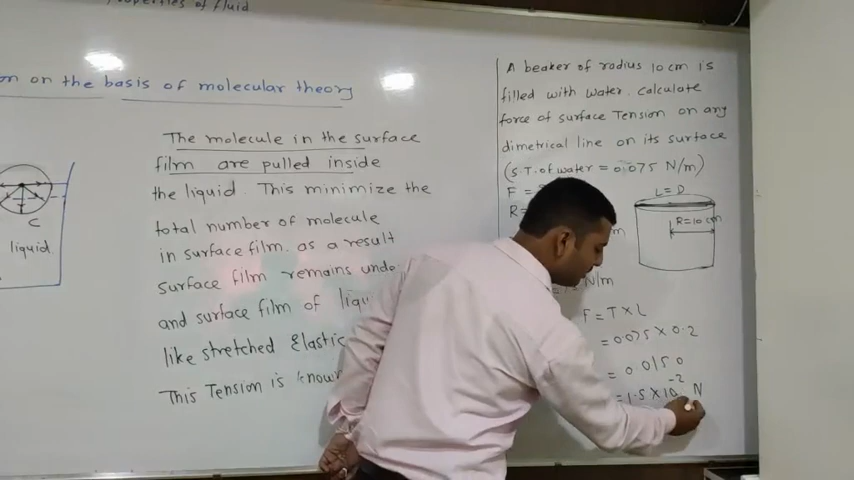 Properties of fluid
on on the basis of molecular theory
C
liquid.
The molecule in the surface
film are pulled inside
the liquid. This minimize the
total number of molecule
in surface film. as a result
surface film remains unde
and surface film of liqu
like stretched Elastic
This Tension is know
A beaker of radius 10 cm is
filled with water. calculate
force of surface Tension on any
dimetrical line on its surface
(S.T. of water = 0.075 N/m)
F =
R =
L = D
R = 10 cm
m
N/m
F = T × L
= 0.075 × 0.2
= 0.0150
= 1.5 × 10⁻² N